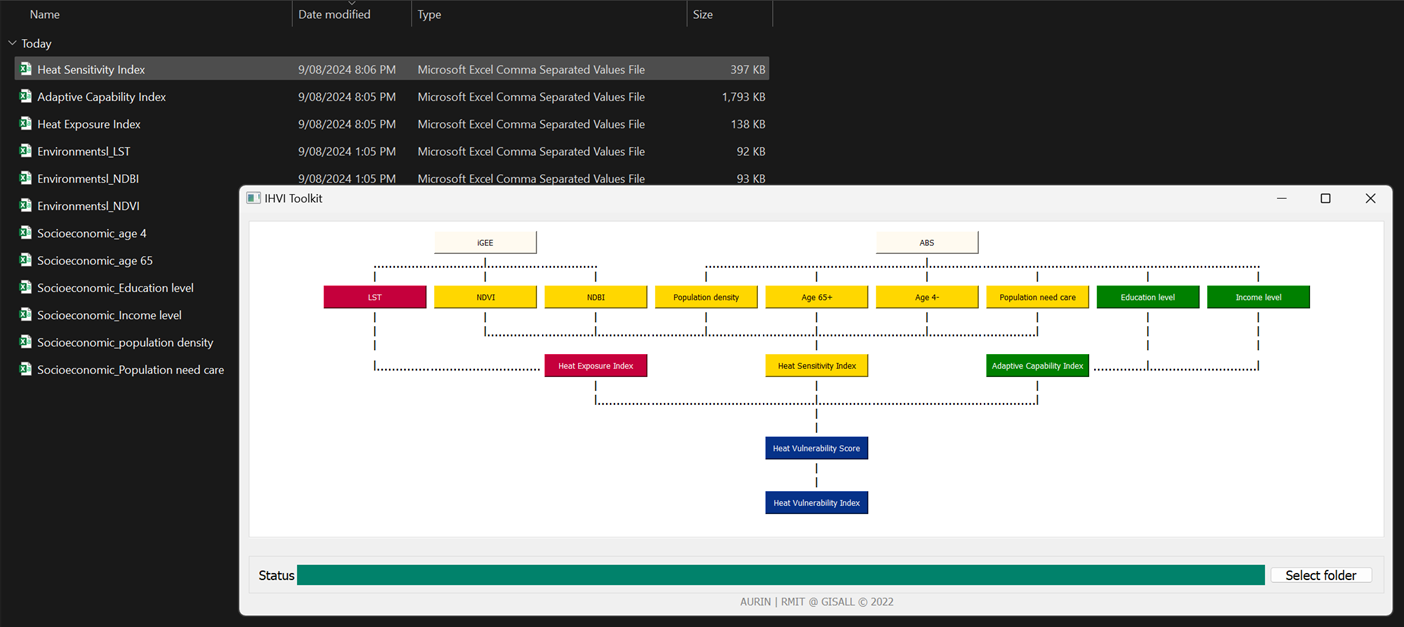 Name Date modified Type Size
Today
Heat Sensitivity Index 9/08/2024 8:06 PM Microsoft Excel Comma Separated Values File 397 KB
Adaptive Capability Index 9/08/2024 8:05 PM Microsoft Excel Comma Separated Values File 1,793 KB
Heat Exposure Index 9/08/2024 8:05 PM Microsoft Excel Comma Separated Values File 138 KB
Environmentsl_LST 9/08/2024 1:05 PM Microsoft Excel Comma Separated Values File 92 KB
Environmentsl_NDBI 9/08/2024 1:05 PM Microsoft Excel Comma Separated Values File 93 KB
Environmentsl_NDVI
Socioeconomic_age 4
Socioeconomic_age 65
Socioeconomic_Education level
Socioeconomic_Income level
Socioeconomic_population density
Socioeconomic_Population need care
IHVI Toolkit
iGEE ABS
LST NDVI NDBI Population density Age 65+ Age 4- Population need care Education level Income level
Heat Exposure Index Heat Sensitivity Index Adaptive Capability Index
Heat Vulnerability Score
Heat Vulnerability Index
Status Select folder
AURIN | RMIT @ GISALL © 2022